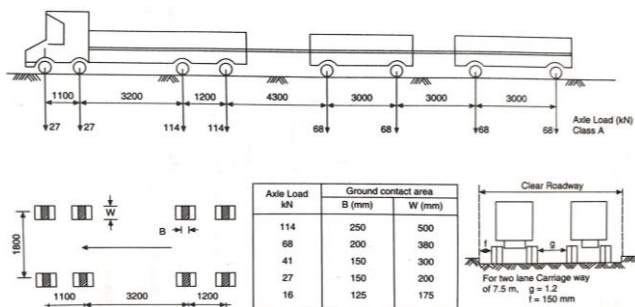 1100 3200 1200 4300 3000 3000 3000
27 27 114 114 68 68 68 68
Axle Load (kN)
Class A
W
B
1800
1100 3200 1200
Axle Load
kN
Ground contact area
B (mm) W (mm)
114 250 500
68 200 380
41 150 300
27 150 200
16 125 175
Clear Roadway
f g
For two lane Carriage way
of 7.5 m, g = 1.2
f = 150 mm